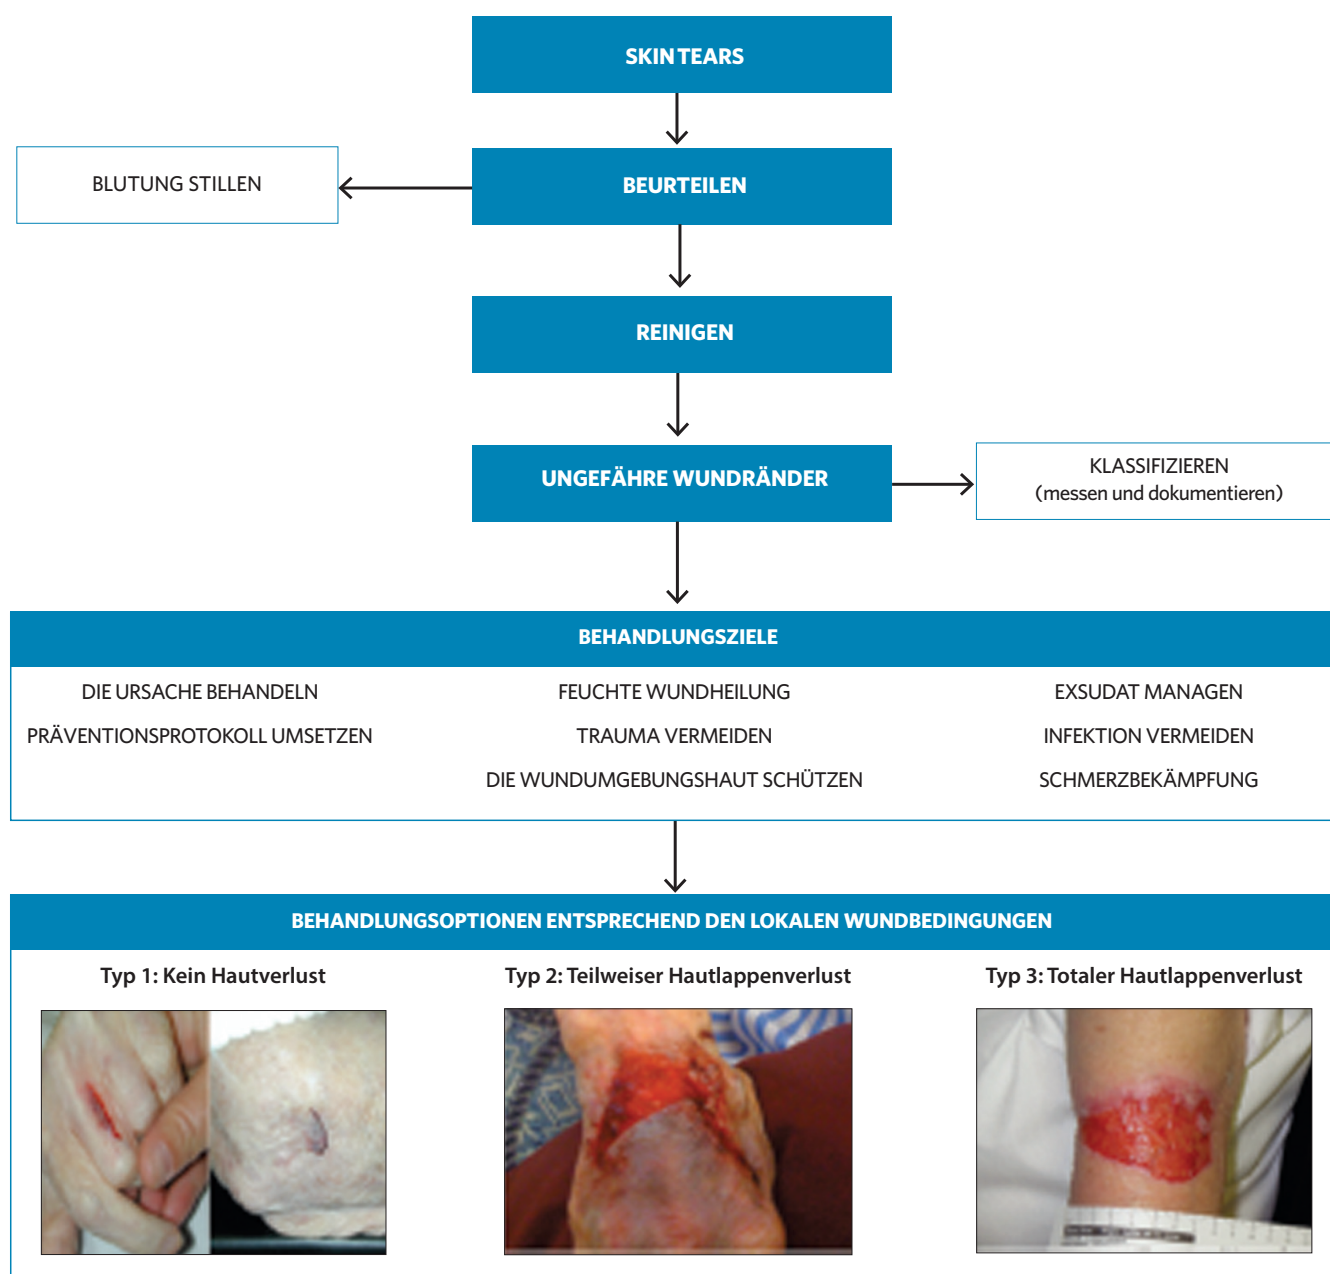 SKIN TEARS
BLUTUNG STILLEN
BEURTEILEN
REINIGEN
UNGEFÄHRE WUNDRÄNDER
KLASSIFIZIEREN
(messen und dokumentieren)
BEHANDLUNGSZIELE
DIE URSACHE BEHANDELN
PRÄVENTIONSPROTOKOLL UMSETZEN
FEUCHTE WUNDHEILUNG
TRAUMA VERMEIDEN
DIE WUNDUMGEBUNGSHAUT SCHÜTZEN
EXSUDAT MANAGEN
INFEKTION VERMEIDEN
SCHMERZBEKÄMPFUNG
BEHANDLUNGSOPTIONEN ENTSPRECHEND DEN LOKALEN WUNDBEDINGUNGEN
Typ 1: Kein Hautverlust
Typ 2: Teilweiser Hautlappenverlust
Typ 3: Totaler Hautlappenverlust